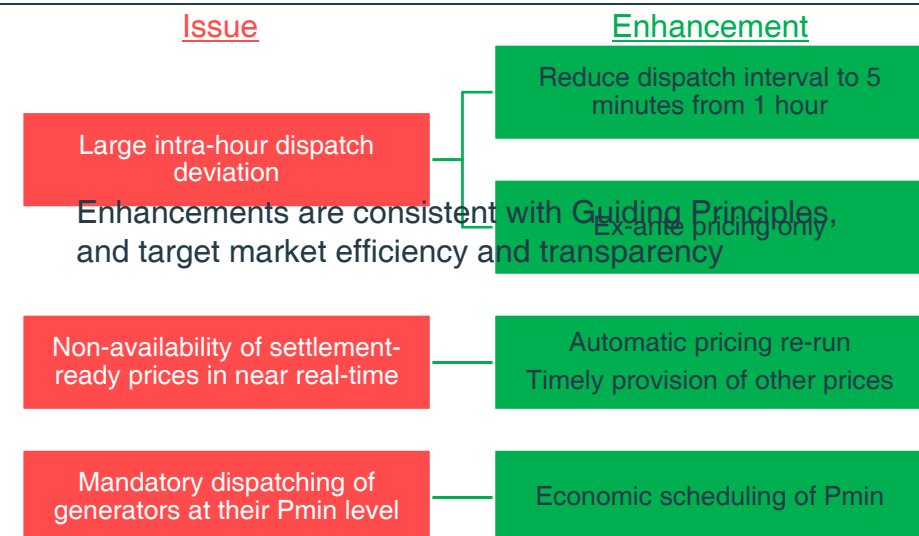 Issue
Enhancement
Large intra-hour dispatch
deviation
Reduce dispatch interval to 5
minutes from 1 hour
Ex-ante pricing only
Enhancements are consistent with Guiding Principles,
and target market efficiency and transparency
Non-availability of settlement-
ready prices in near real-time
Automatic pricing re-run
Timely provision of other prices
Mandatory dispatching of
generators at their Pmin level
Economic scheduling of Pmin